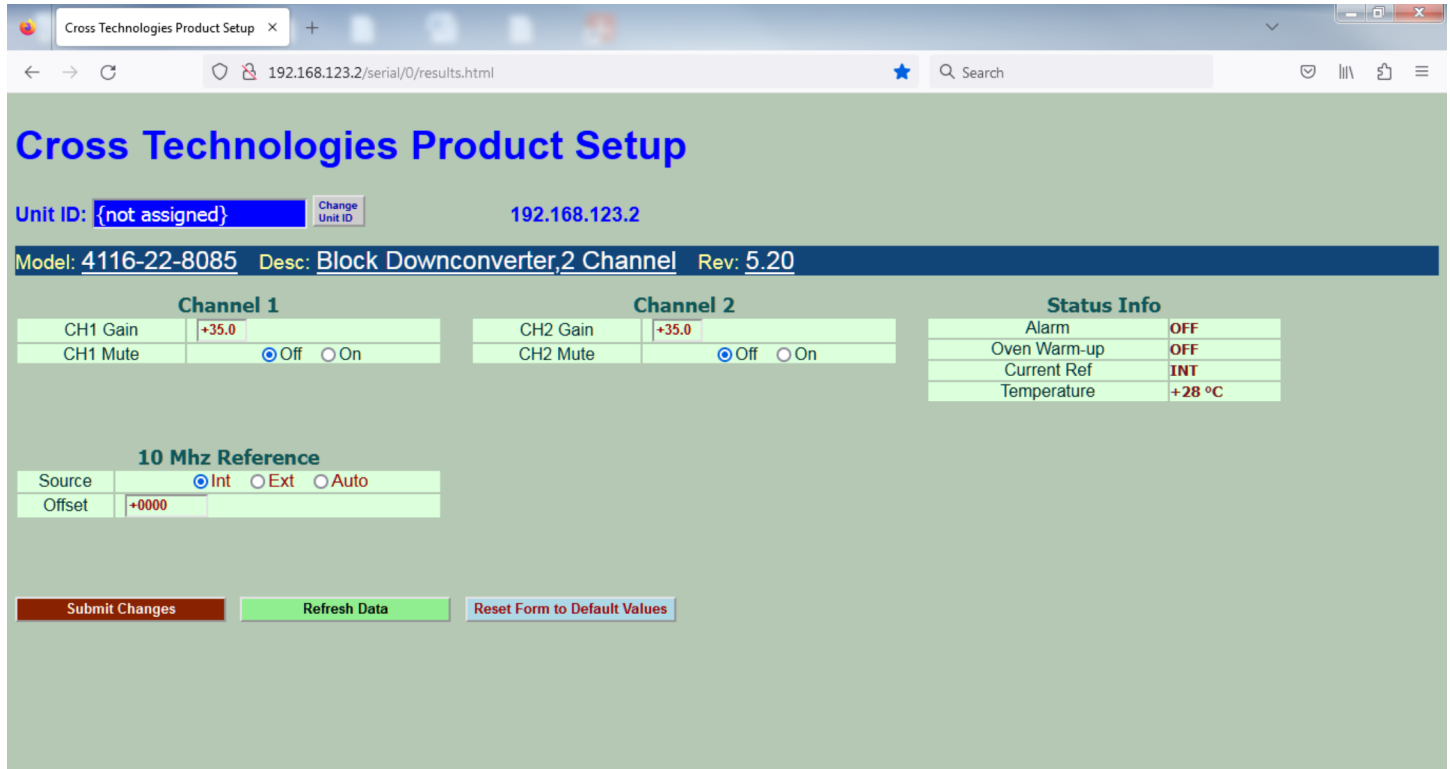 Cross Technologies Product Setup
192.168.123.2/serial/0/results.html
Search
Cross Technologies Product Setup
Unit ID: {not assigned} Change Unit ID 192.168.123.2
Model: 4116-22-8085 Desc: Block Downconverter,2 Channel Rev: 5.20
Channel 1 Channel 2 Status Info
CH1 Gain +35.0 CH2 Gain +35.0 Alarm OFF
CH1 Mute Off On CH2 Mute Off On Oven Warm-up OFF
Current Ref INT
Temperature +28 ºC
10 Mhz Reference
Source Int Ext Auto
Offset +0000
Submit Changes Refresh Data Reset Form to Default Values